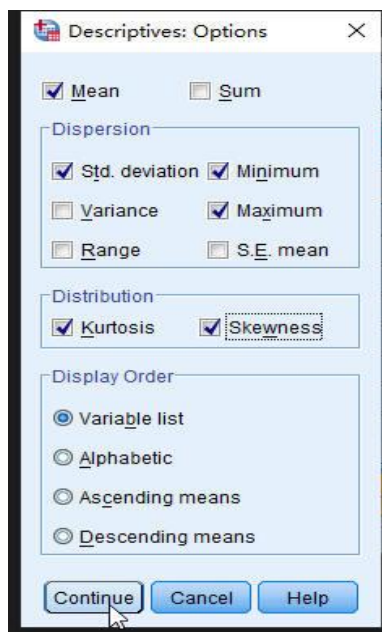 Descriptives: Options
Mean Sum
Dispersion
Std. deviation Minimum
Variance Maximum
Range S.E. mean
Distribution
Kurtosis Skewness
Display Order
Variable list
Alphabetic
Ascending means
Descending means
Continue Cancel Help